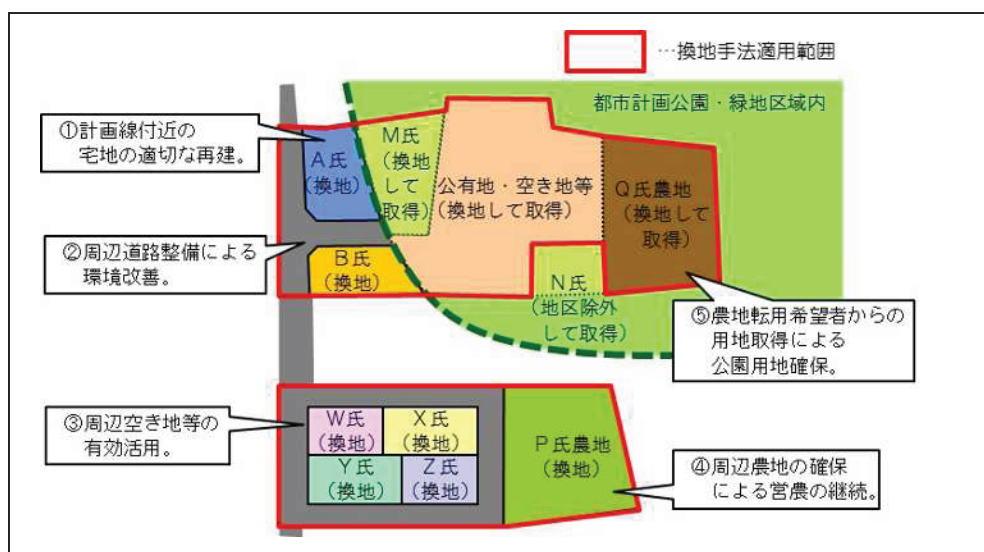 …換地手法適用範囲
都市計画公園・緑地区域内
①計画線付近の
宅地の適切な再建。
A氏
(換地)
M氏
(換地
して
取得)
公有地・空き地等
(換地して取得)
Q氏農地
(換地して
取得)
②周辺道路整備による
環境改善。
B氏
(換地)
N氏
(地区除外
して取得)
⑤農地転用希望者からの
用地取得による
公園用地確保。
③周辺空き地等の
有効活用。
W氏
(換地)
X氏
(換地)
Y氏
(換地)
Z氏
(換地)
P氏農地
(換地)
④周辺農地の確保
による営農の継続。